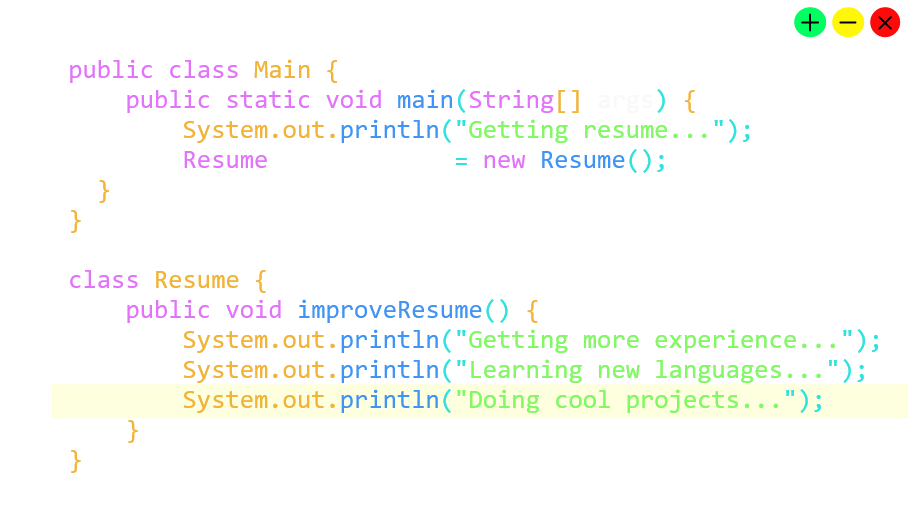 public class Main {
    public static void main(String[] args) {
        System.out.println("Getting resume...");
        Resume             = new Resume();
  }
}

class Resume {
    public void improveResume() {
        System.out.println("Getting more experience...");
        System.out.println("Learning new languages...");
        System.out.println("Doing cool projects...");
    }
}